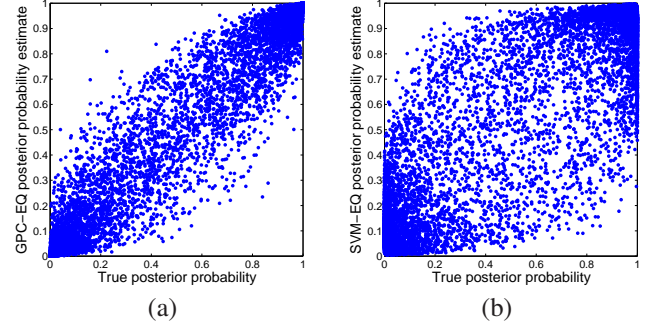 1
0.9
0.8
0.7
0.6
0.5
0.4
0.3
0.2
0.1
0
GPC-EQ posterior probability estimate
0 0.2 0.4 0.6 0.8 1
True posterior probability
(a)
1
0.9
0.8
0.7
0.6
0.5
0.4
0.3
0.2
0.1
0
SVM-EQ posterior probability estimate
0 0.2 0.4 0.6 0.8 1
True posterior probability
(b)